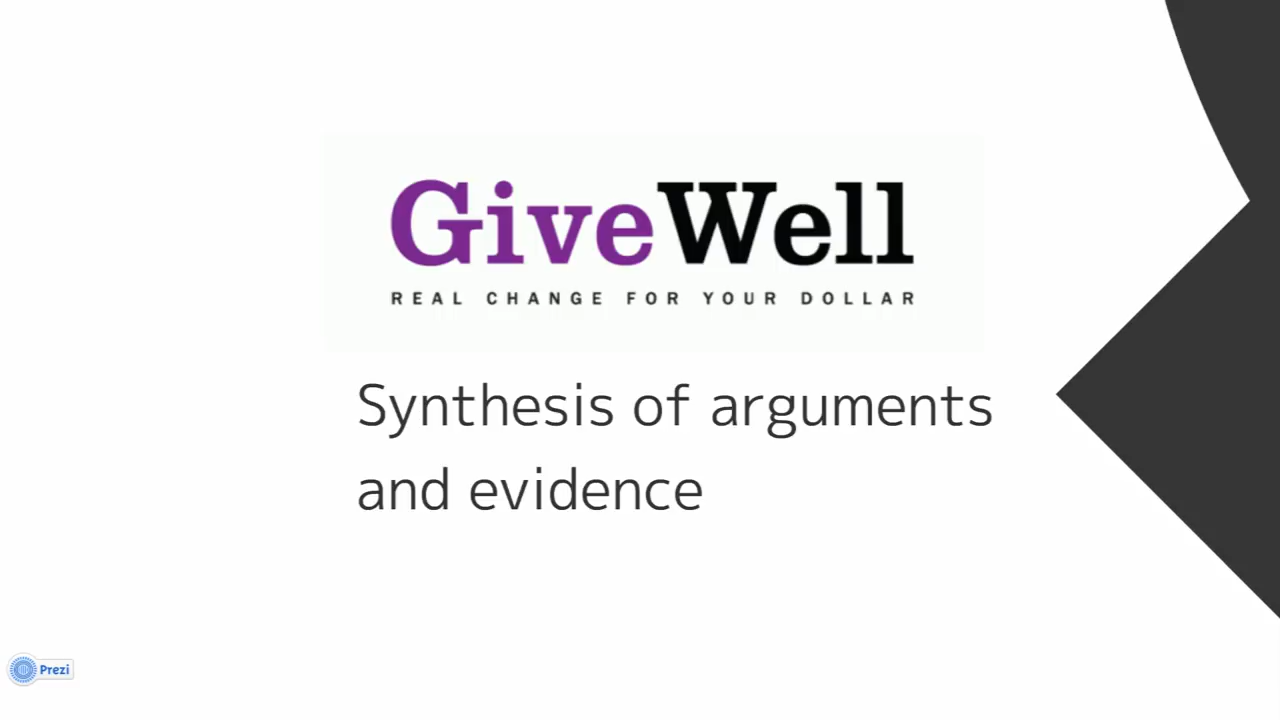 GiveWell
REAL CHANGE FOR YOUR DOLLAR
Synthesis of arguments
and evidence
Prezi